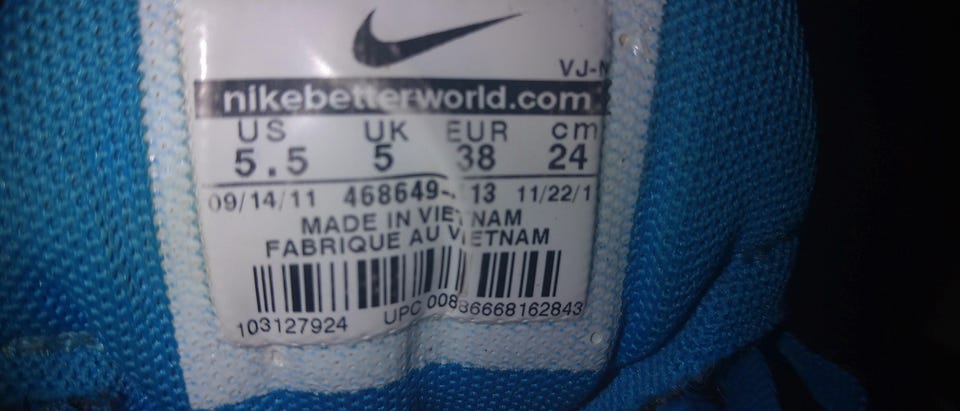 VJ-
nikebetterworld.com
US UK EUR cm
5.5 5 38 24
09/14/11 468649- 13 11/22/1
MADE IN VIETNAM
FABRIQUE AU VIETNAM
103127924 UPC 00886668162843